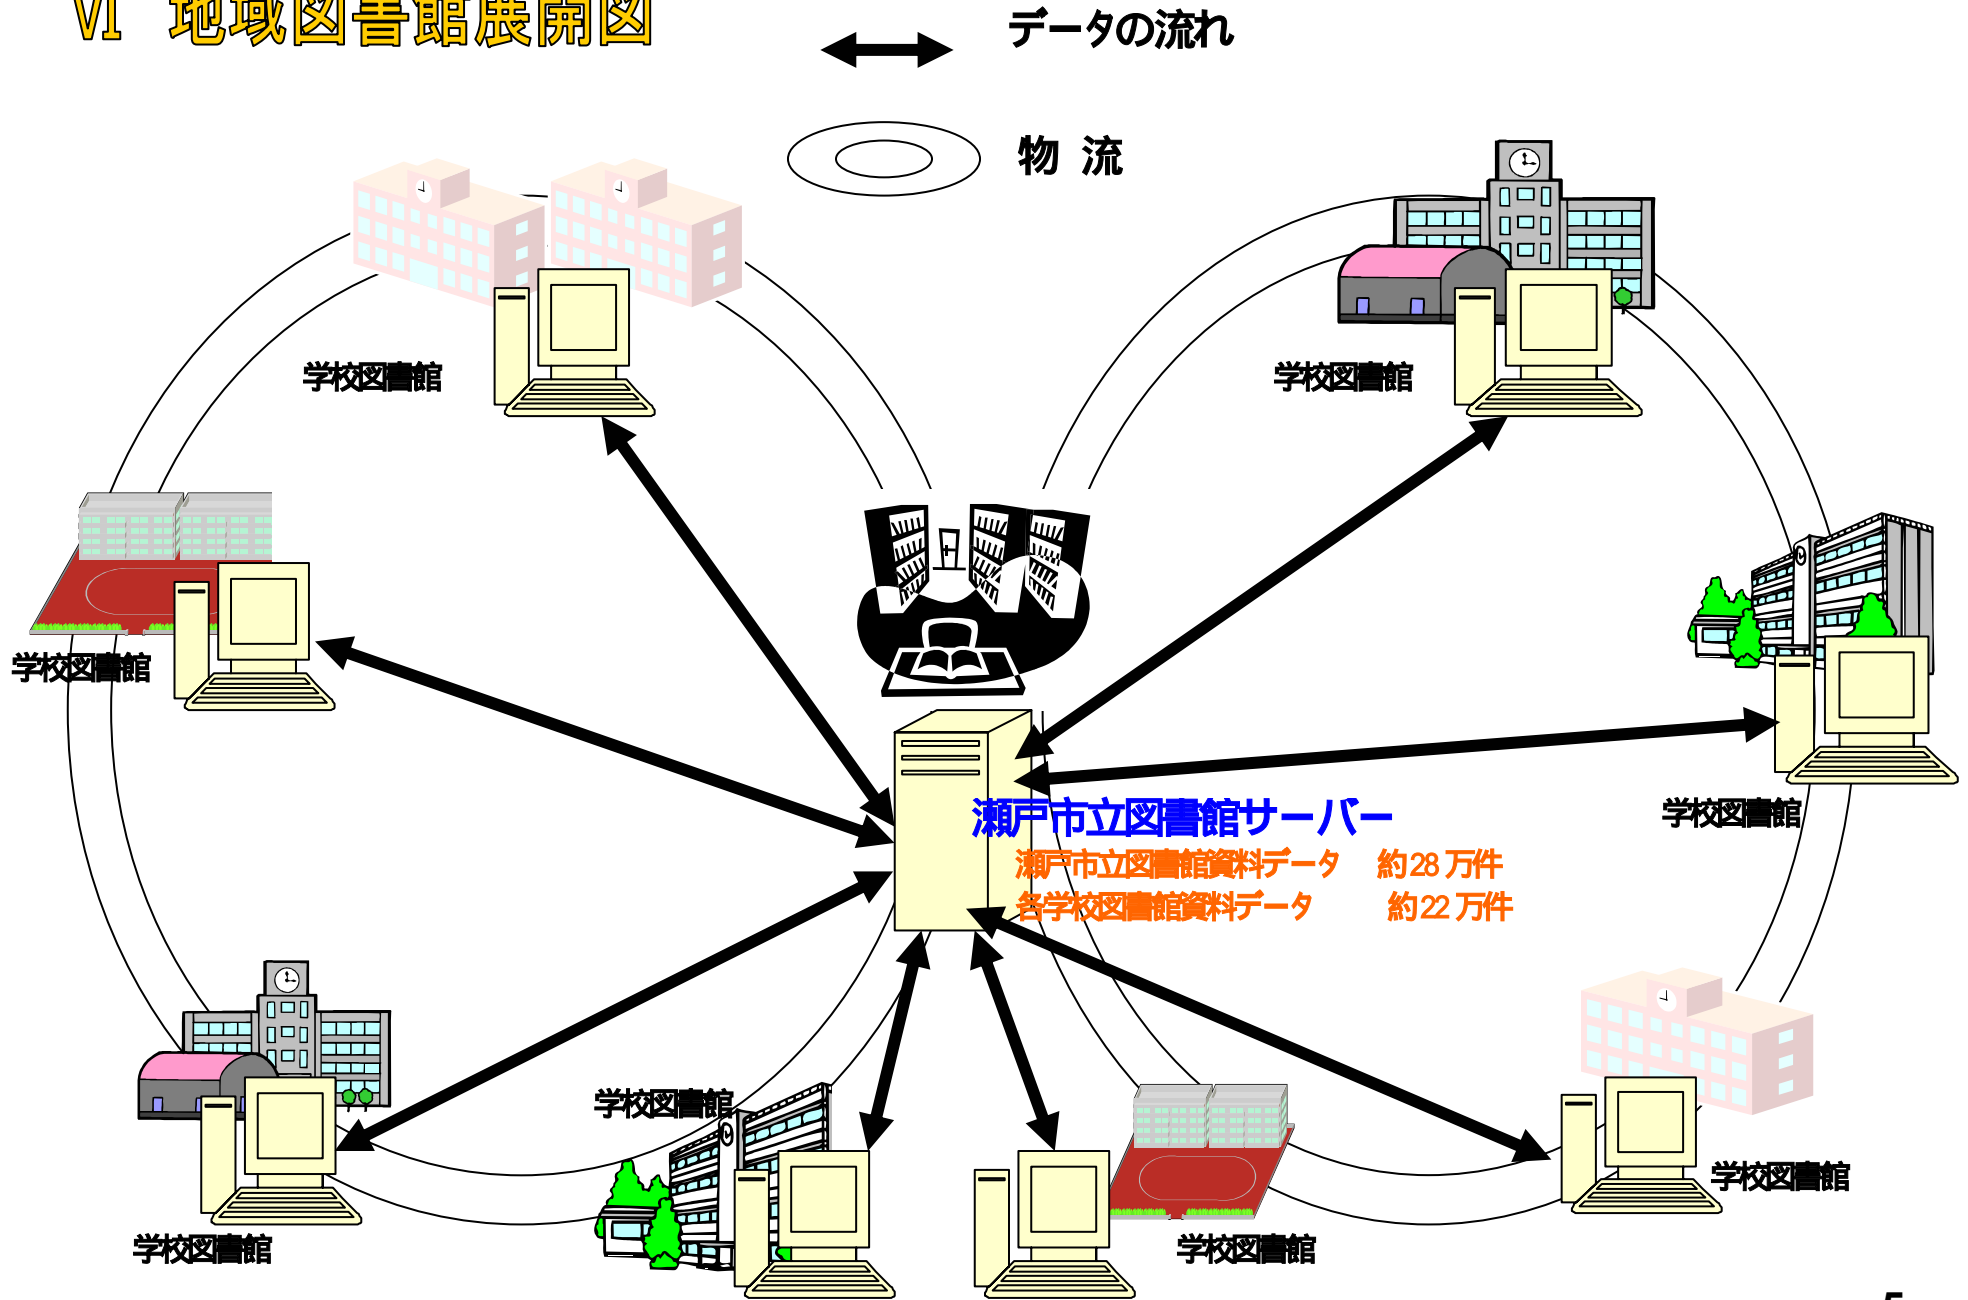 Ⅵ 地域図書館展開図
データの流れ
物 流
学校図書館
学校図書館
学校図書館
学校図書館
瀬戸市立図書館サーバー
瀬戸市立図書館資料データ 約28万件
各学校図書館資料データ 約22万件
学校図書館
学校図書館
学校図書館
学校図書館